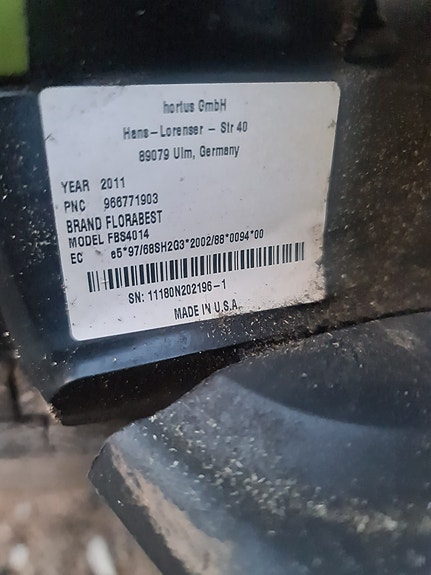 hortus GmbH
Hans-Lorenser - Str 40
89079 Ulm, Germany
YEAR 2011
PNC 966771903
BRAND FLORABEST
MODEL FBS4014
EC e5*97/68SH2G3*2002/88*0094*00
SN: 11180N202196-1
MADE IN U.S.A.